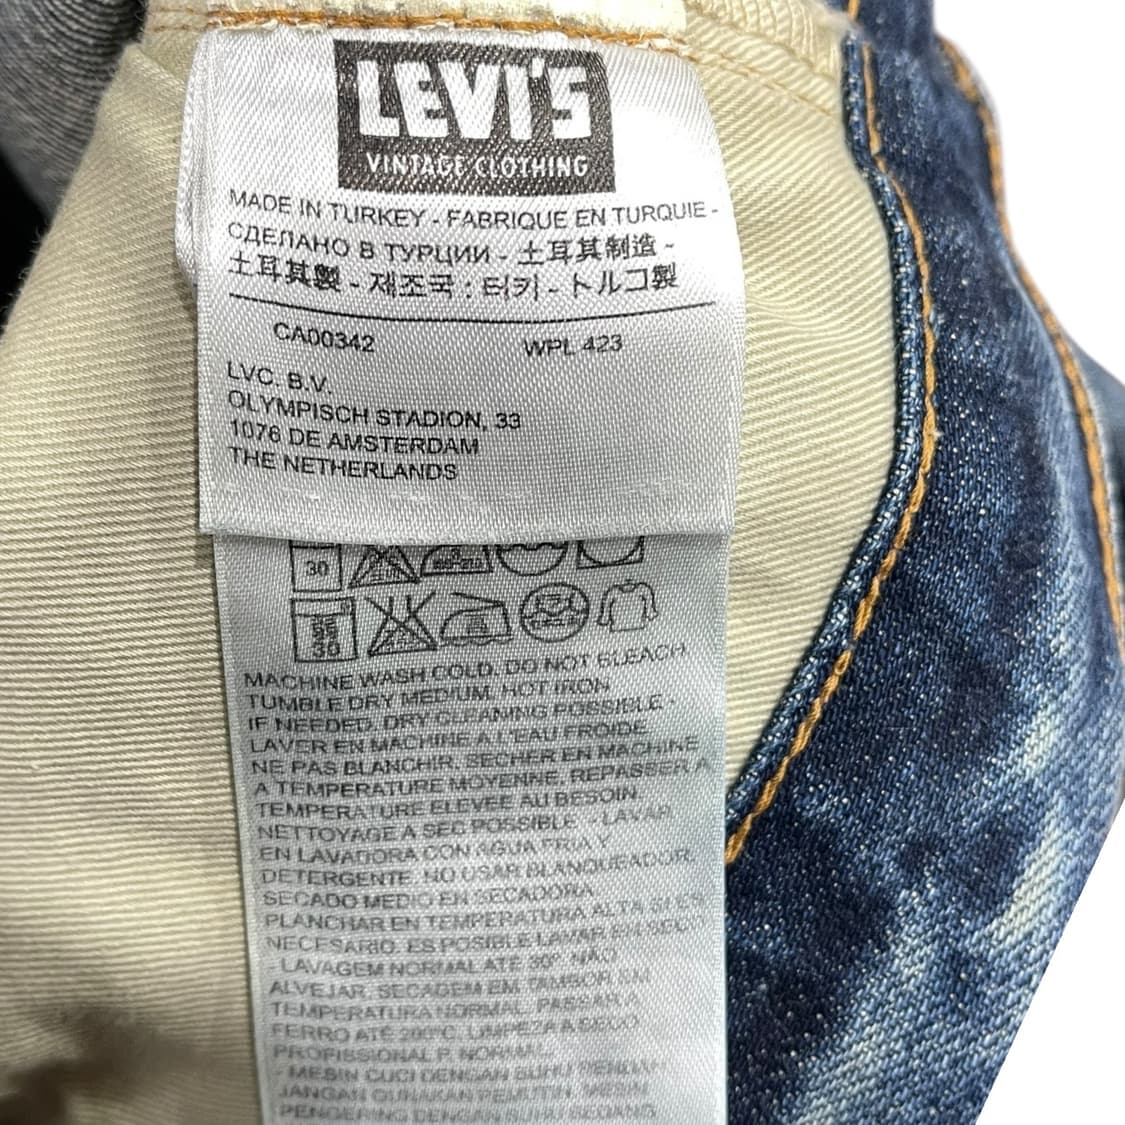 LEVI'S
VINTAGE CLOTHING
MADE IN TURKEY - FABRIQUE EN TURQUIE -
СДЕЛАНО В ТУРЦИИ - 土耳其制造 -
土耳其製 - 제조국 : 터키 - トルコ製
CA00342 WPL 423
LVC. B.V.
OLYMPISCH STADION, 33
1076 DE AMSTERDAM
THE NETHERLANDS
30
30
MACHINE WASH COLD. DO NOT BLEACH
TUMBLE DRY MEDIUM. HOT IRON
IF NEEDED. DRY CLEANING POSSIBLE -
LAVER EN MACHINE A L'EAU FROIDE
NE PAS BLANCHIR. SECHER EN MACHINE
A TEMPERATURE MOYENNE. REPASSER A
TEMPERATURE ELEVEE AU BESOIN.
NETTOYAGE A SEC POSSIBLE - LAVAR
EN LAVADORA CON AGUA FRIA Y
DETERGENTE. NO USAR BLANQUEADOR.
SECADO MEDIO EN SECADORA
PLANCHAR EN TEMPERATURA ALTA SI ES
NECESARIO. ES POSIBLE LAVAR EN SECO
- LAVAGEM NORMAL ATÉ 30º. NÃO
ALVEJAR. SECAGEM EM TAMBOR EM
TEMPERATURA NORMAL. PASSAR A
FERRO ATÉ 200°C. LIMPEZA A SECO
PROFISSIONAL P. NORMAL
- MESIN CUCI DENGAN SUHU RENDAH
JANGAN GUNAKAN PEMUTIH. MESIN
PENGERING DENGAN SUHU SEDANG